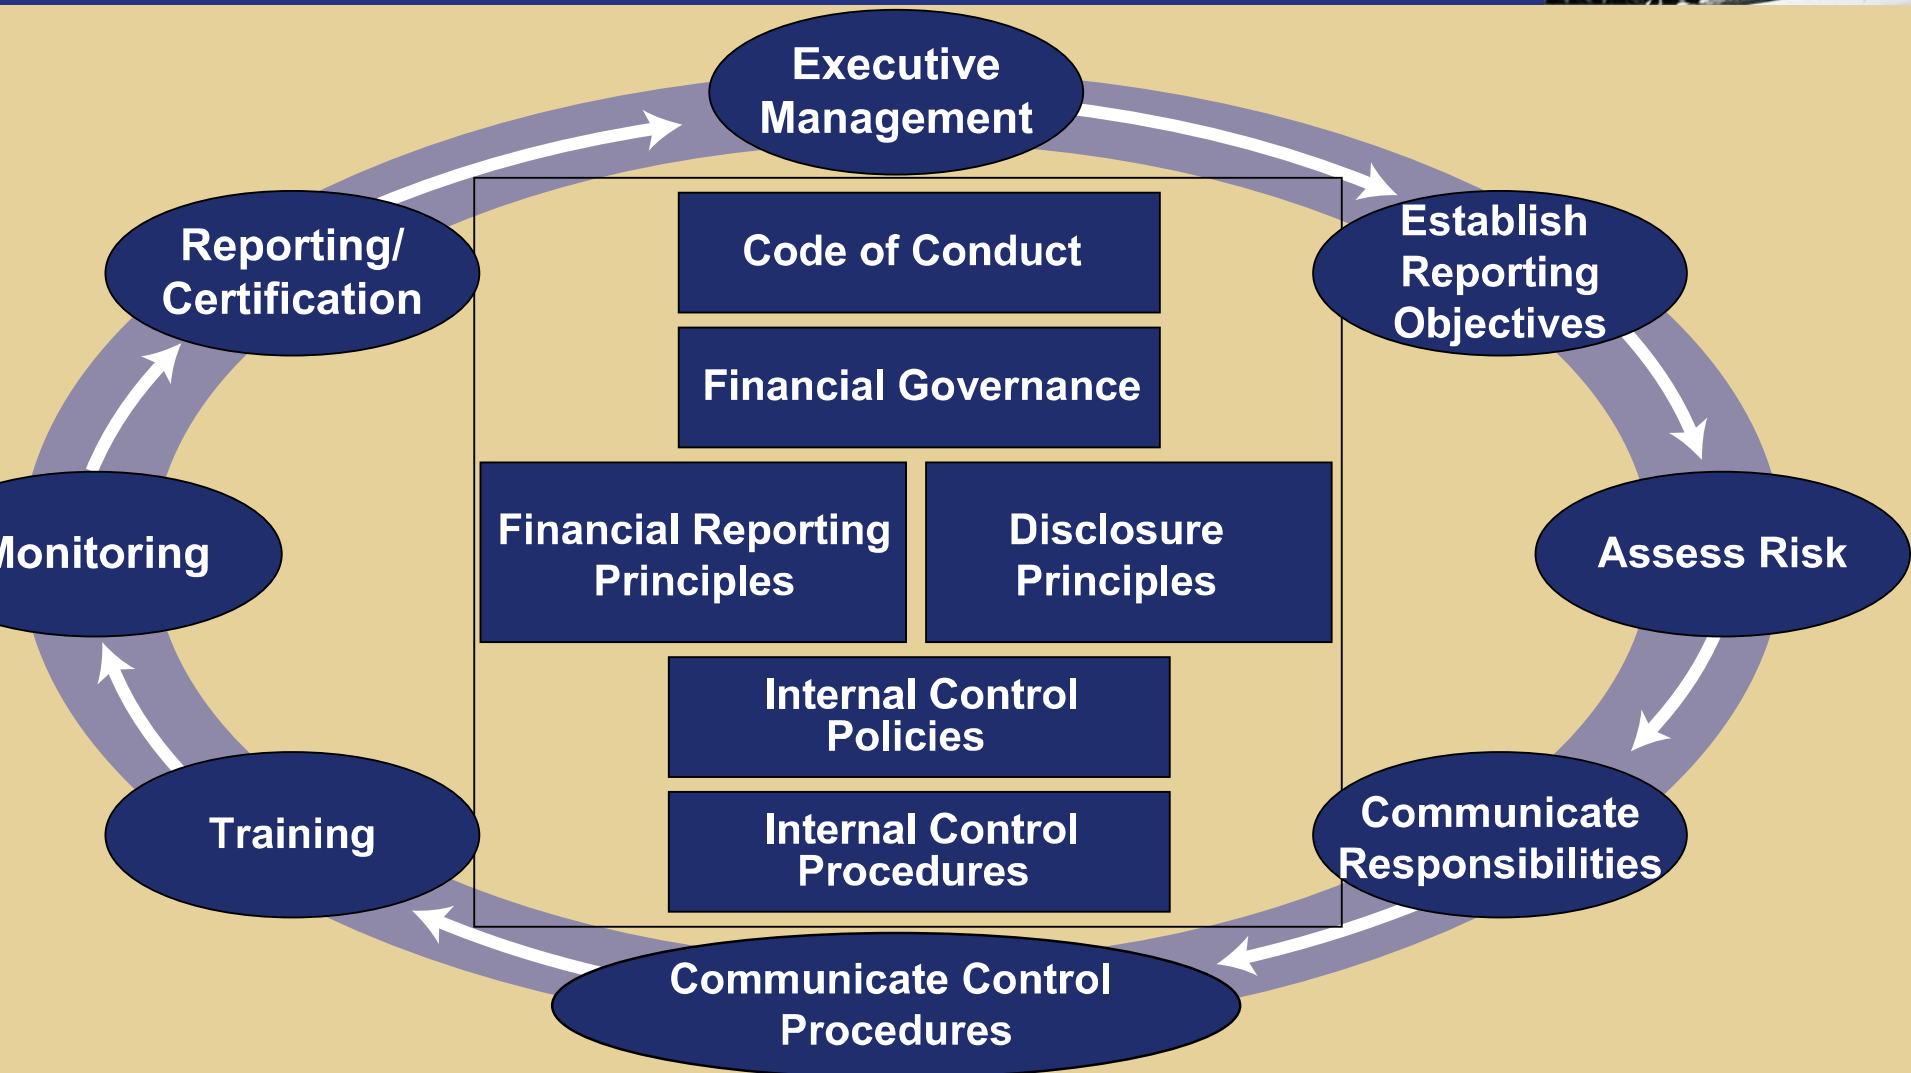 Executive
Management
Establish
Reporting
Objectives
Reporting/
Certification
Code of Conduct
Financial Governance
Financial Reporting
Principles
Disclosure
Principles
Monitoring
Assess Risk
Internal Control
Policies
Internal Control
Procedures
Training
Communicate
Responsibilities
Communicate Control
Procedures